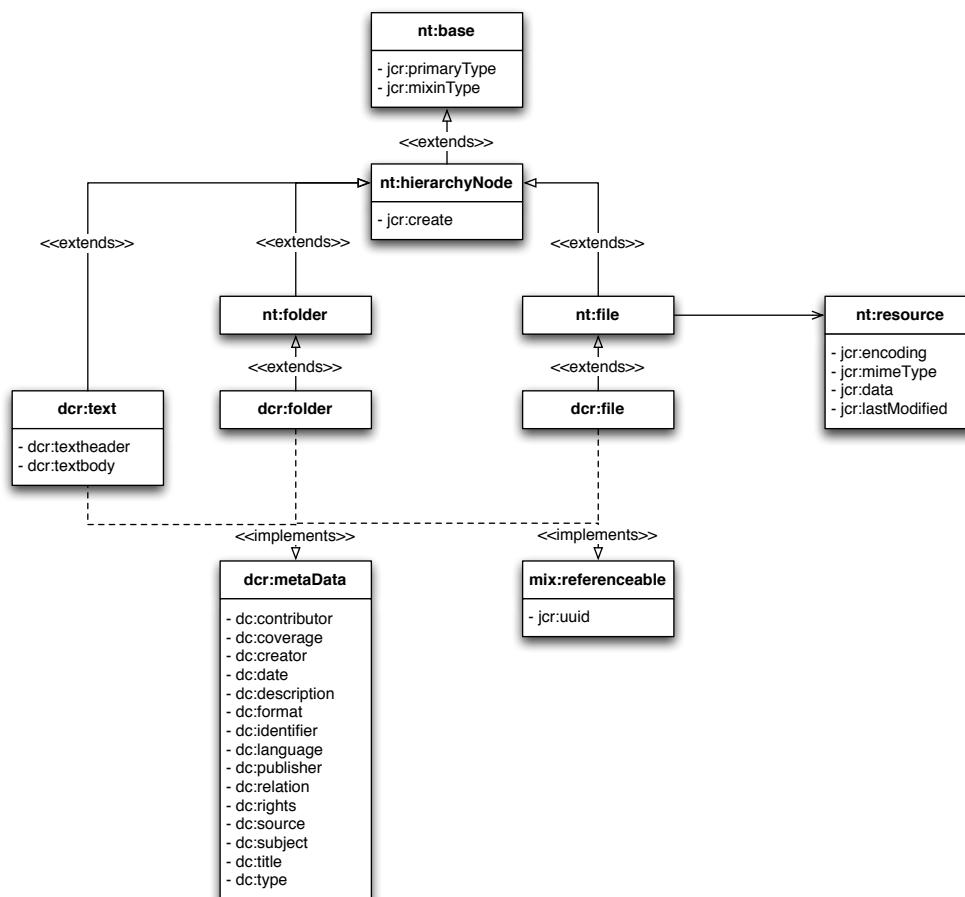 nt:base
- jcr:primaryType
- jcr:mixinType
<<extends>>
nt:hierarchyNode
- jcr:create
<<extends>>
<<extends>>
<<extends>>
nt:folder
nt:file
nt:resource
- jcr:encoding
- jcr:mimeType
- jcr:data
- jcr:lastModified
<<extends>>
<<extends>>
dcr:text
- dcr:textheader
- dcr:textbody
dcr:folder
dcr:file
<<implements>>
<<implements>>
dcr:metaData
- dc:contributor
- dc:coverage
- dc:creator
- dc:date
- dc:description
- dc:format
- dc:identifier
- dc:language
- dc:publisher
- dc:relation
- dc:rights
- dc:source
- dc:subject
- dc:title
- dc:type
mix:referenceable
- jcr:uuid